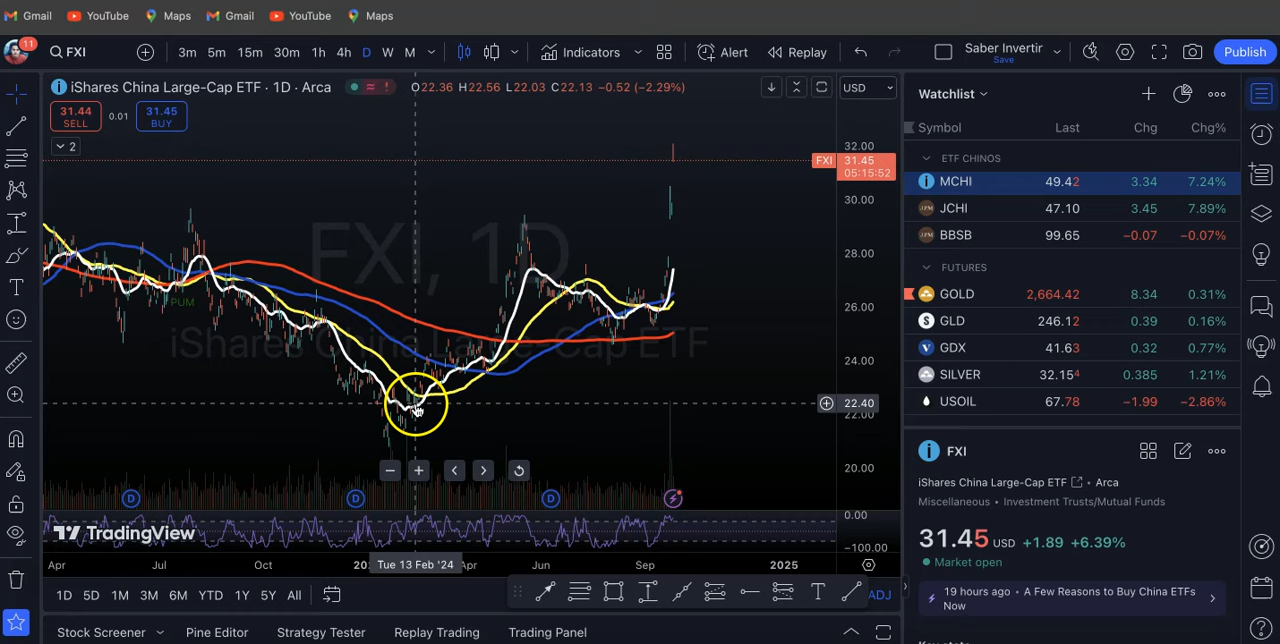 Gmail YouTube Maps Gmail YouTube Maps
11 FXI 3m 5m 15m 30m 1h 4h D W M Indicators Alert Replay Saber Invertir Save Publish
iShares China Large-Cap ETF · 1D · Arca O22.36 H22.56 L22.03 C22.13 −0.52 (−2.29%) USD
31.44 SELL 0.01 31.45 BUY
2
32.00
FXI 31.45
05:15:52
30.00
28.00
26.00
24.00
22.40
22.00
20.00
0.00
−100.00
FXI, 1D
iShares China Large-Cap ETF
PUM
D D D
TradingView
Apr Jul Oct Tue 13 Feb '24 Apr Jun Sep 2025
1D 5D 1M 3M 6M YTD 1Y 5Y All ADJ
Stock Screener Pine Editor Strategy Tester Replay Trading Trading Panel
Watchlist
Symbol Last Chg Chg%
ETF CHINOS
MCHI 49.42 3.34 7.24%
JCHI 47.10 3.45 7.89%
BBSB 99.65 −0.07 −0.07%
FUTURES
GOLD 2,664.42 8.34 0.31%
GLD 246.12 0.39 0.16%
GDX 41.63 0.32 0.77%
SILVER 32.154 0.385 1.21%
USOIL 67.78 −1.99 −2.86%
FXI
iShares China Large-Cap ETF • Arca
Miscellaneous • Investment Trusts/Mutual Funds
31.45 USD +1.89 +6.39%
Market open
19 hours ago • A Few Reasons to Buy China ETFs
Now